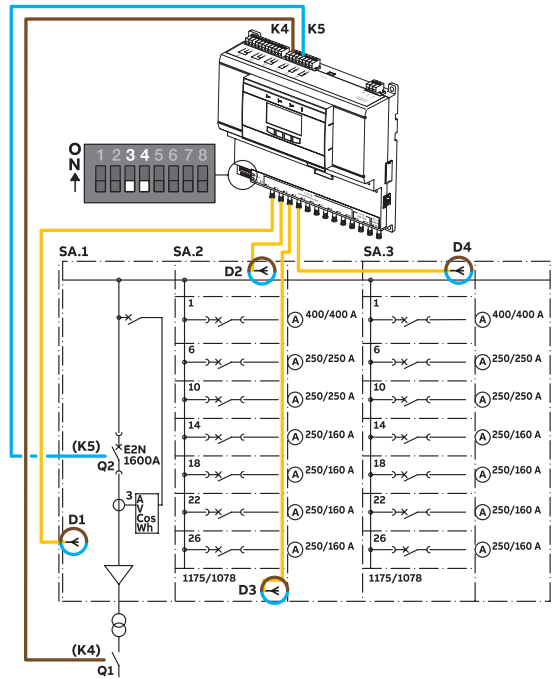 K4 K5
ON
1 2 3 4 5 6 7 8
SA.1
SA.2
SA.3
D2
D4
1
400/400 A
A
6
250/250 A
A
10
250/250 A
A
14
250/160 A
A
18
250/160 A
A
22
250/160 A
A
26
250/160 A
A
1175/1078
1
400/400 A
A
6
250/250 A
A
10
250/250 A
A
14
250/160 A
A
18
250/160 A
A
22
250/160 A
A
26
250/160 A
A
1175/1078
(K5)
Q2
E2N
1600A
3
A
V
Cos
Wh
D1
D3
(K4)
Q1